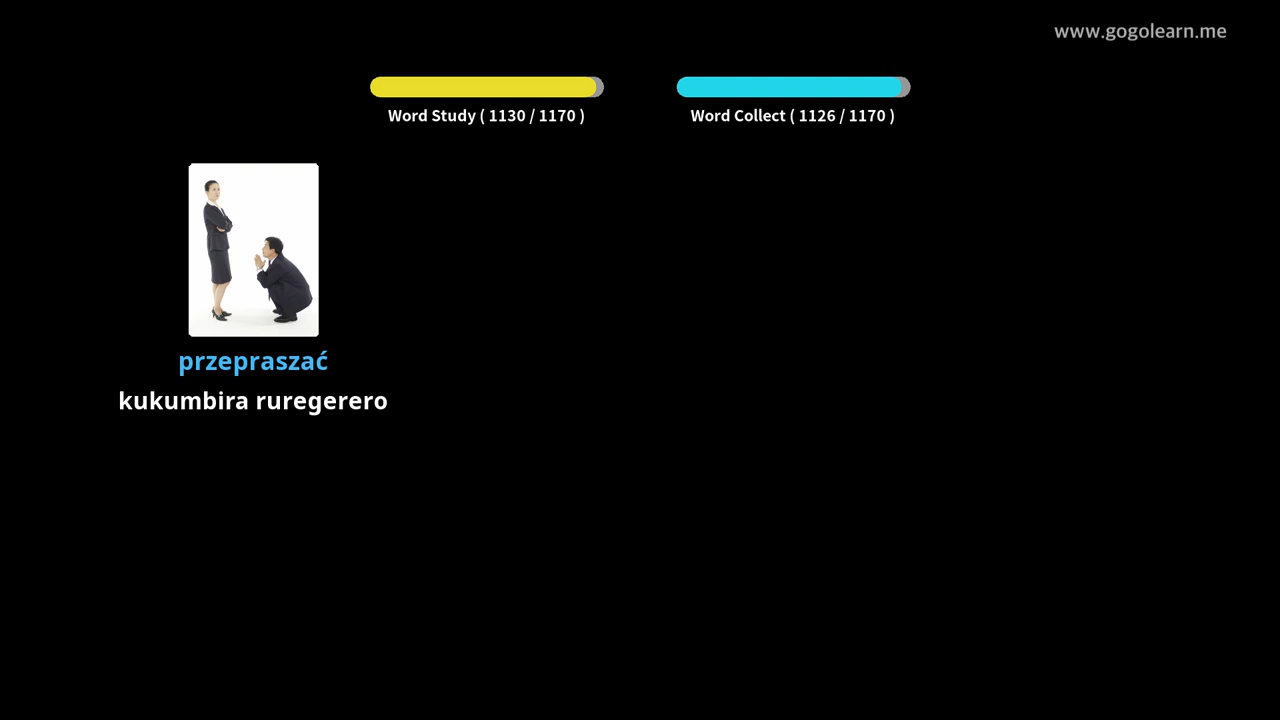 www.gogolearn.me
Word Study ( 1130 / 1170 )
Word Collect ( 1126 / 1170 )
przepraszać
kukumbira ruregerero